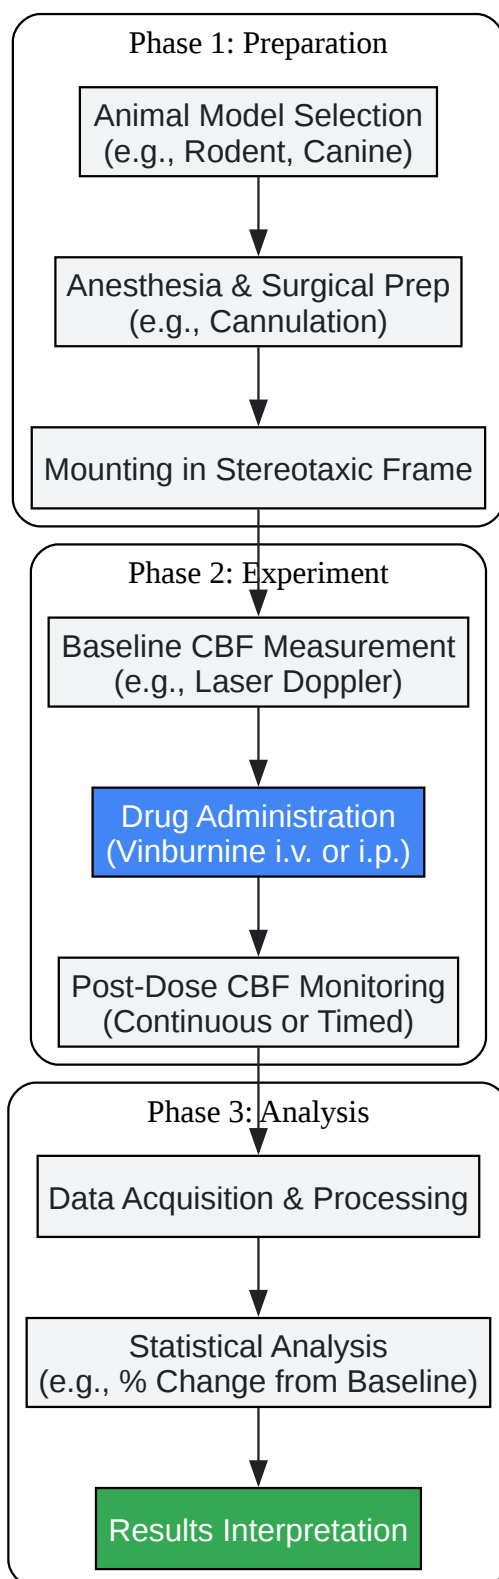 Phase 1: Preparation
Animal Model Selection
(e.g., Rodent, Canine)
Anesthesia & Surgical Prep
(e.g., Cannulation)
Mounting in Stereotaxic Frame
Phase 2: Experiment
Baseline CBF Measurement
(e.g., Laser Doppler)
Drug Administration
(Vinburnine i.v. or i.p.)
Post-Dose CBF Monitoring
(Continuous or Timed)
Phase 3: Analysis
Data Acquisition & Processing
Statistical Analysis
(e.g., % Change from Baseline)
Results Interpretation